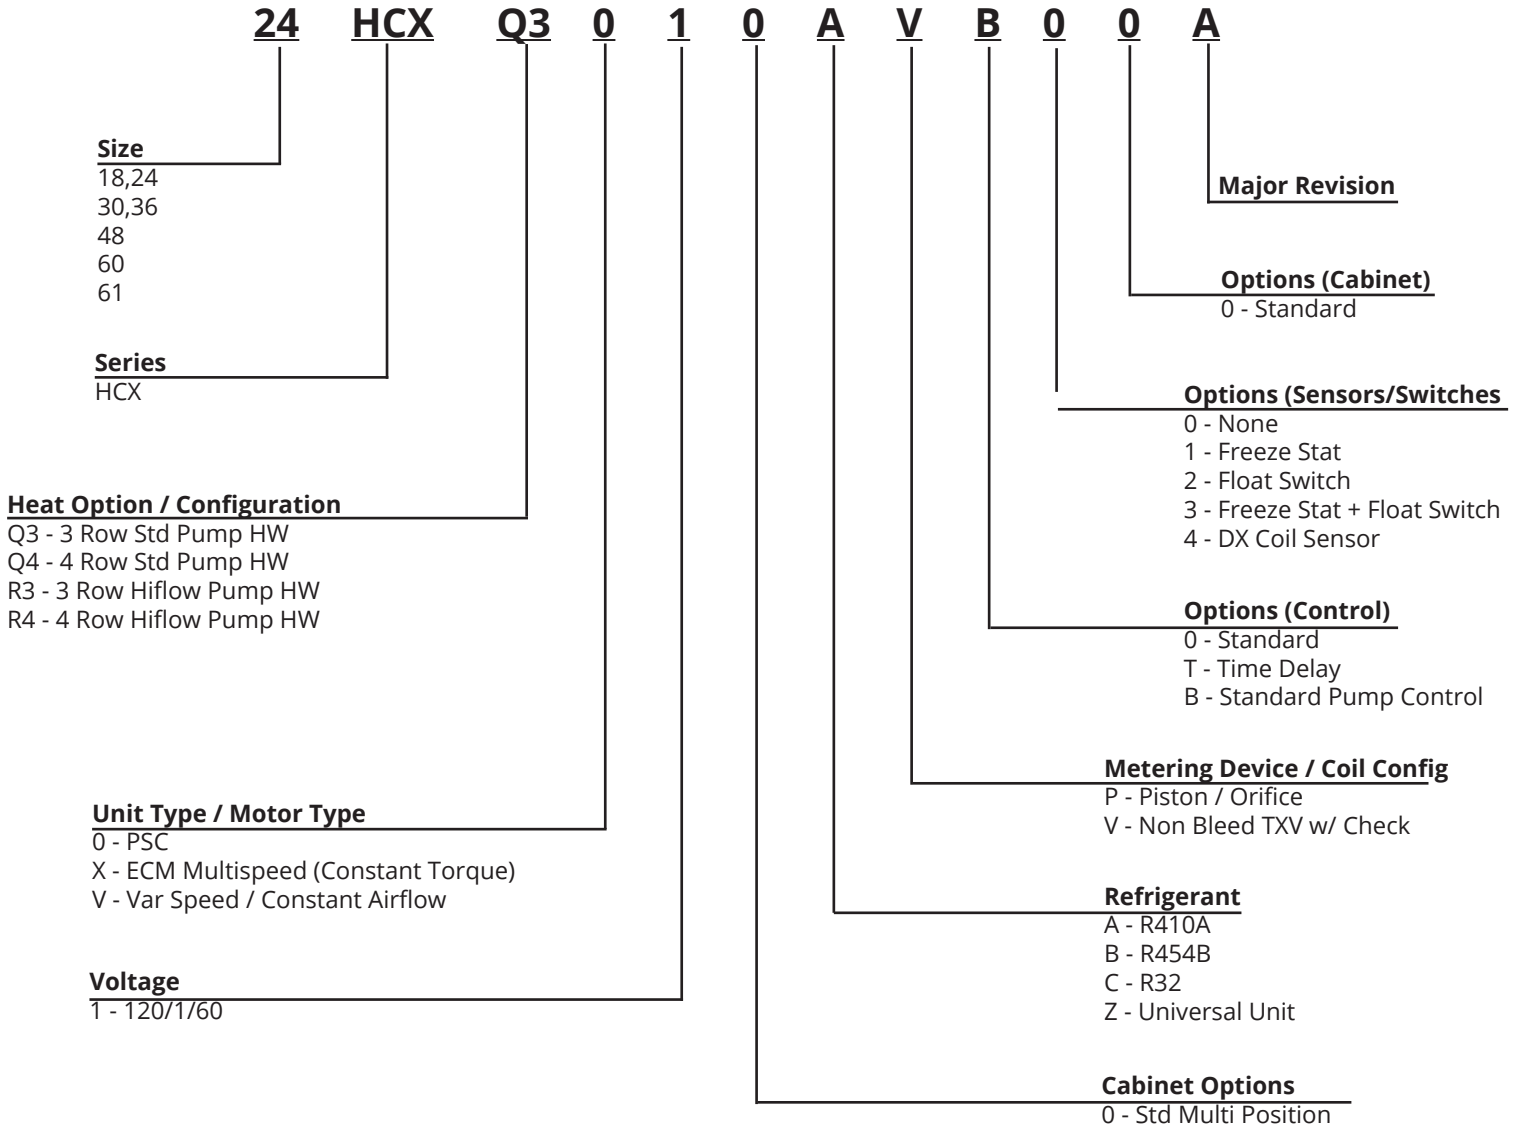 24 HCX Q3 0 1 0 A V B 0 0 A
Size
18,24
30,36
48
60
61
Series
HCX
Heat Option / Configuration
Q3 - 3 Row Std Pump HW
Q4 - 4 Row Std Pump HW
R3 - 3 Row Hiflow Pump HW
R4 - 4 Row Hiflow Pump HW
Unit Type / Motor Type
0 - PSC
X - ECM Multispeed (Constant Torque)
V - Var Speed / Constant Airflow
Voltage
1 - 120/1/60
Major Revision
Options (Cabinet)
0 - Standard
Options (Sensors/Switches
0 - None
1 - Freeze Stat
2 - Float Switch
3 - Freeze Stat + Float Switch
4 - DX Coil Sensor
Options (Control)
0 - Standard
T - Time Delay
B - Standard Pump Control
Metering Device / Coil Config
P - Piston / Orifice
V - Non Bleed TXV w/ Check
Refrigerant
A - R410A
B - R454B
C - R32
Z - Universal Unit
Cabinet Options
0 - Std Multi Position